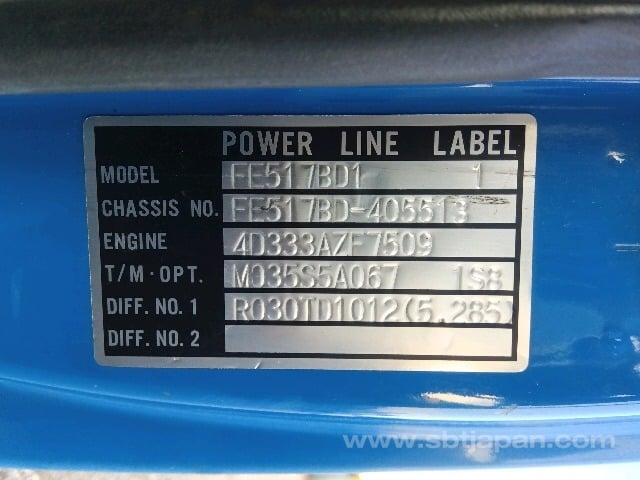 POWER LINE LABEL
MODEL FE517BD1 1
CHASSIS NO. FE517BD-405513
ENGINE 4D333AZF7509
T/M·OPT. M035S5A067 1S8
DIFF. NO. 1 R030TD1012(5.285)
DIFF. NO. 2
www.sbtjapan.com